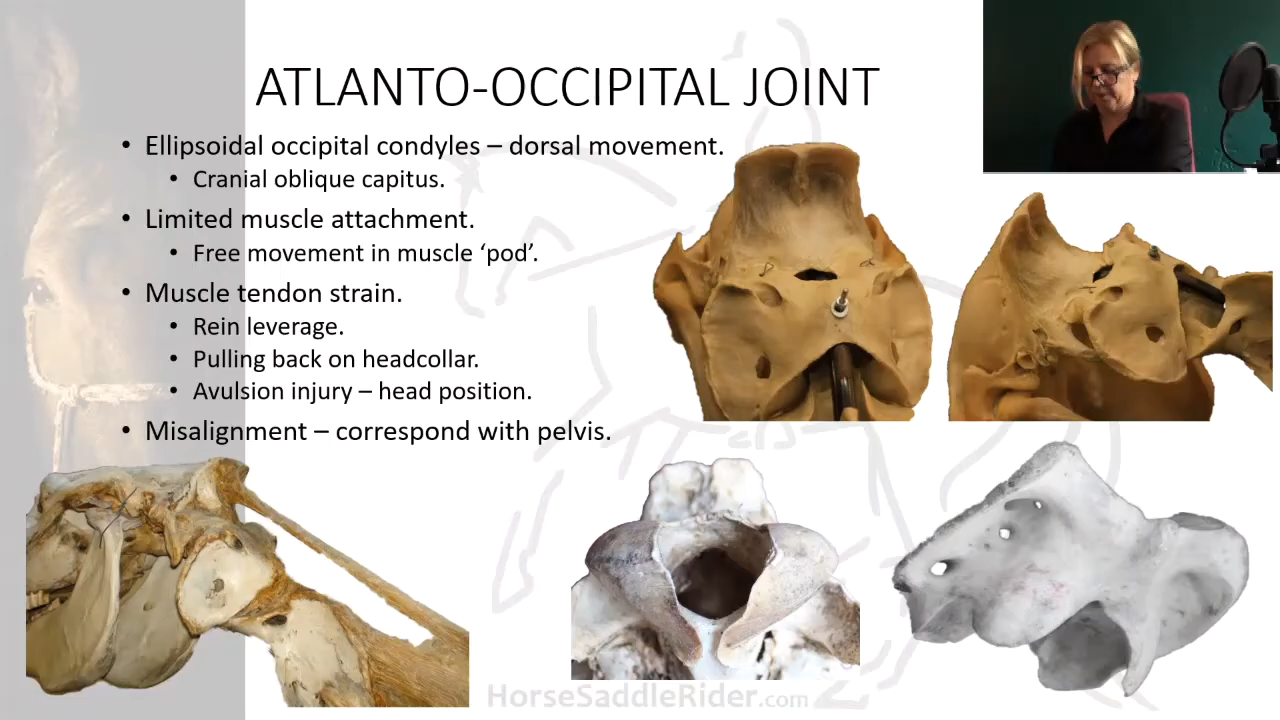 ATLANTO-OCCIPITAL JOINT
• Ellipsoidal occipital condyles – dorsal movement.
• Cranial oblique capitus.
• Limited muscle attachment.
• Free movement in muscle ‘pod’.
• Muscle tendon strain.
• Rein leverage.
• Pulling back on headcollar.
• Avulsion injury – head position.
• Misalignment – correspond with pelvis.
HorseSaddleRider.com